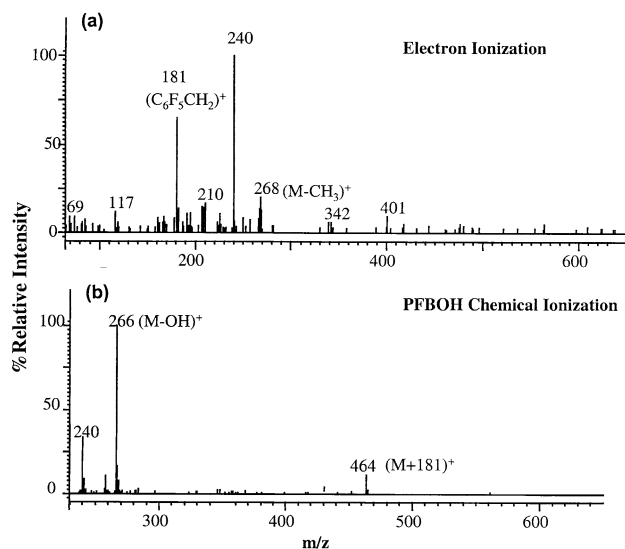 (a)
240
Electron Ionization
100
181
(C₆F₅CH₂)⁺
50
69
117
210
268 (M-CH₃)⁺
342
401
0
200
400
600
% Relative Intensity
(b)
PFBOH Chemical Ionization
100
266 (M-OH)⁺
50
240
464 (M+181)⁺
0
300
400
500
600
m/z